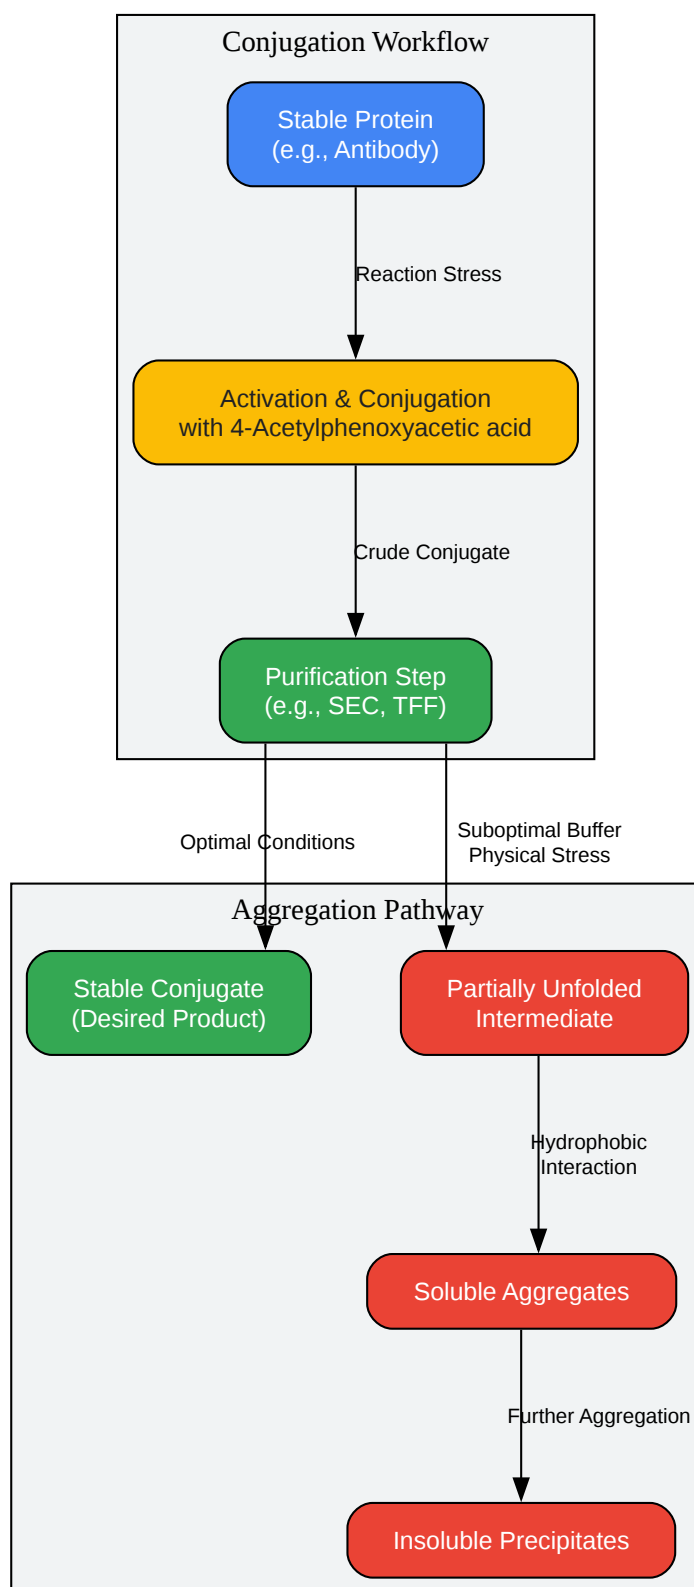 Conjugation Workflow
Stable Protein
(e.g., Antibody)
Reaction Stress
Activation & Conjugation
with 4-Acetylphenoxyacetic acid
Crude Conjugate
Purification Step
(e.g., SEC, TFF)
Optimal Conditions
Suboptimal Buffer
Physical Stress
Aggregation Pathway
Stable Conjugate
(Desired Product)
Partially Unfolded
Intermediate
Hydrophobic
Interaction
Soluble Aggregates
Further Aggregation
Insoluble Precipitates